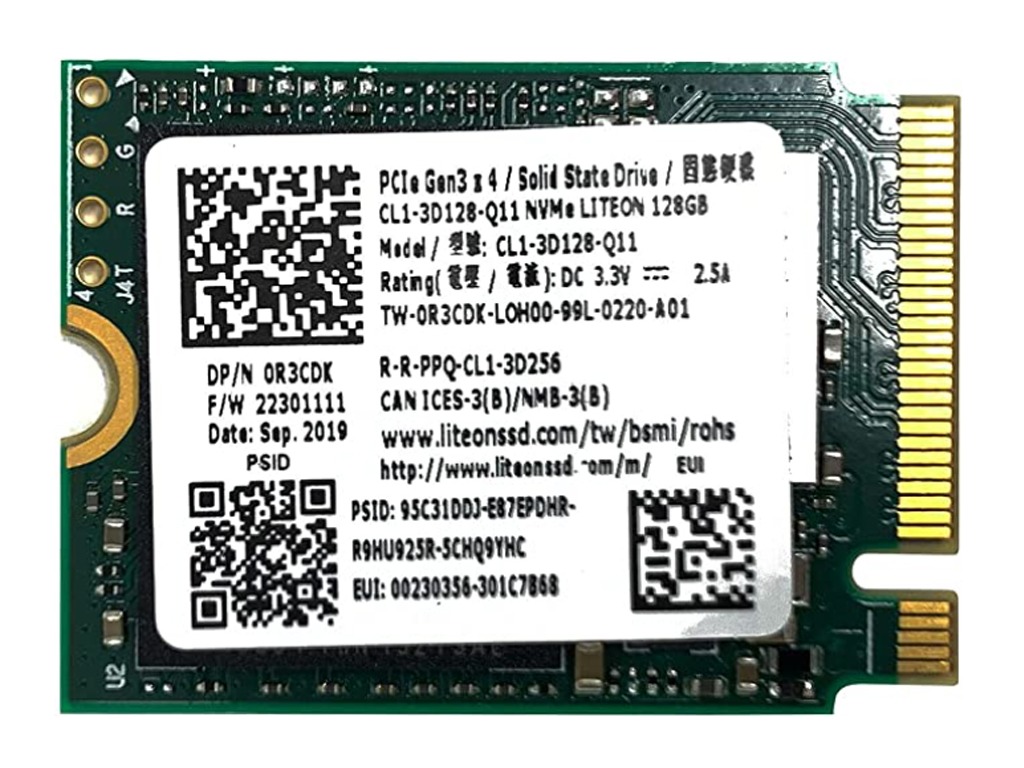 PCIe Gen3 x 4 / Solid State Drive / 固態硬碟
CL1-3D128-Q11 NVMe LITEON 128GB
Model / 型號: CL1-3D128-Q11
Rating( 電壓 / 電流 ): DC 3.3V ⎓ 2.5A
TW-0R3CDK-LOH00-99L-0220-A01
DP/N 0R3CDK
F/W 22301111
Date: Sep. 2019
R-R-PPQ-CL1-3D256
CAN ICES-3(B)/NMB-3(B)
www.liteonssd.com/tw/bsmi/rohs
http://www.liteonssd. om/m/
EUI
PSID
PSID: 95C31DDJ-E87EPDHR-
R9HU925R-5CHQ9YHC
EUI: 00230356-301C7B68
1
G
R
T
4
J4
U2